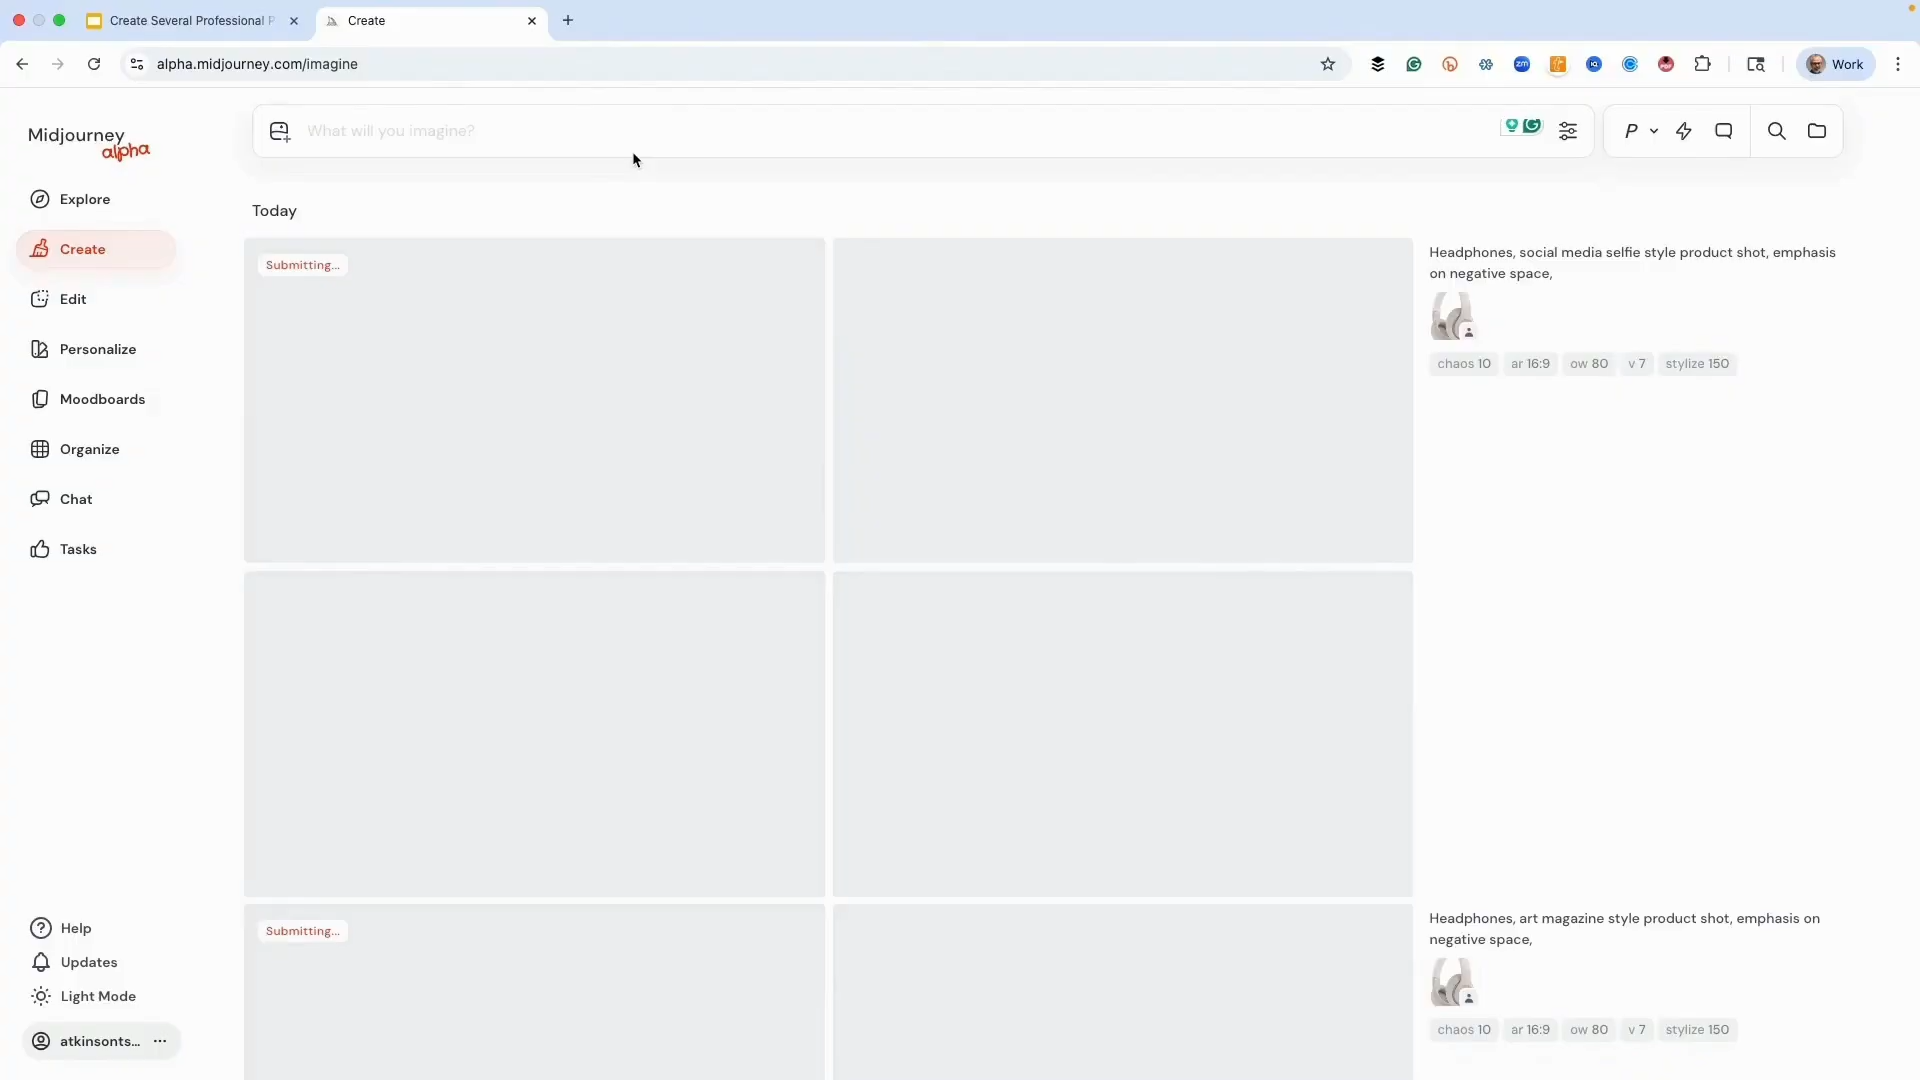 Create Several Professional P
Create
alpha.midjourney.com/imagine
Work
Midjourney
alpha
What will you imagine?
P
Explore
Create
Edit
Personalize
Moodboards
Organize
Chat
Tasks
Help
Updates
Light Mode
atkinsonts...
Today
Submitting...
Headphones, social media selfie style product shot, emphasis
on negative space,
chaos 10 ar 16:9 ow 80 v 7 stylize 150
Submitting...
Headphones, art magazine style product shot, emphasis on
negative space,
chaos 10 ar 16:9 ow 80 v 7 stylize 150